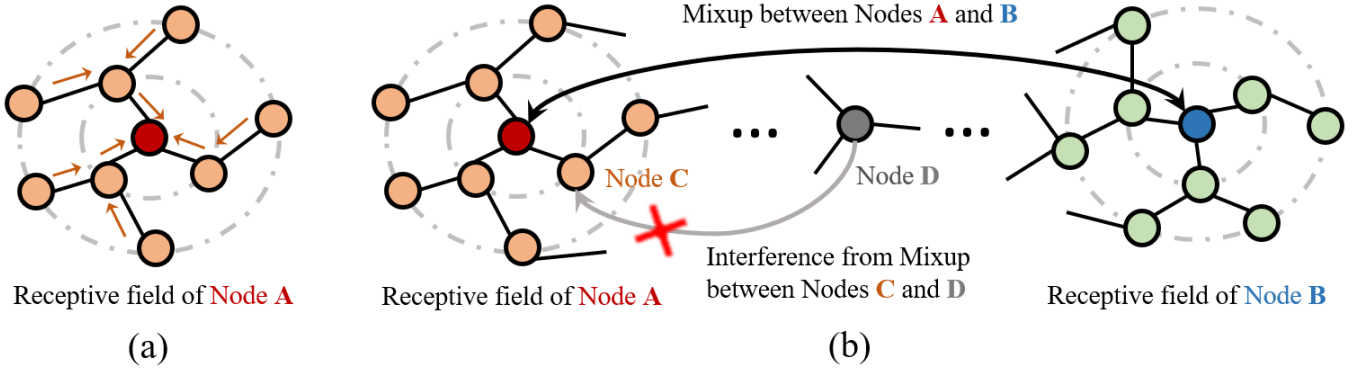 Mixup between Nodes A and B
Node C
Node D
Interference from Mixup
between Nodes C and D
Receptive field of Node A
Receptive field of Node A
Receptive field of Node B
(a)
(b)